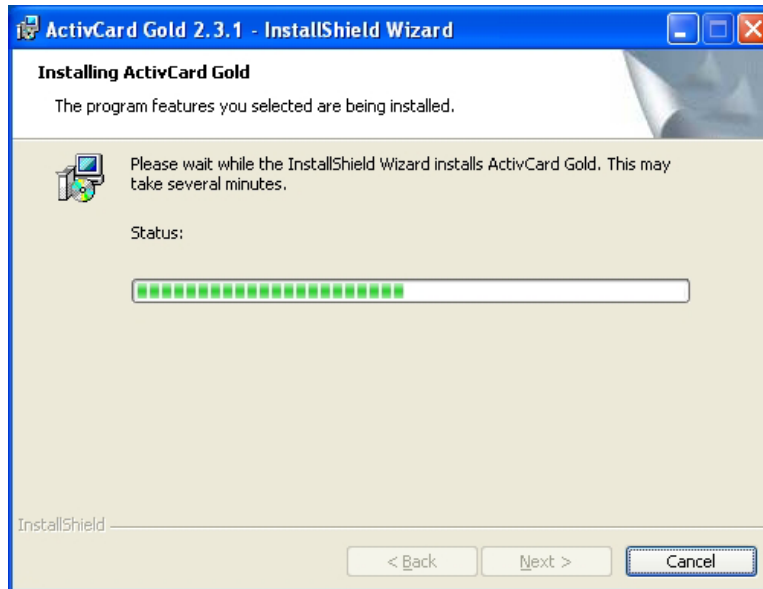 ActivCard Gold 2.3.1 - InstallShield Wizard
Installing ActivCard Gold
The program features you selected are being installed.
Please wait while the InstallShield Wizard installs ActivCard Gold. This may
take several minutes.
Status:
InstallShield
< Back
Next >
Cancel